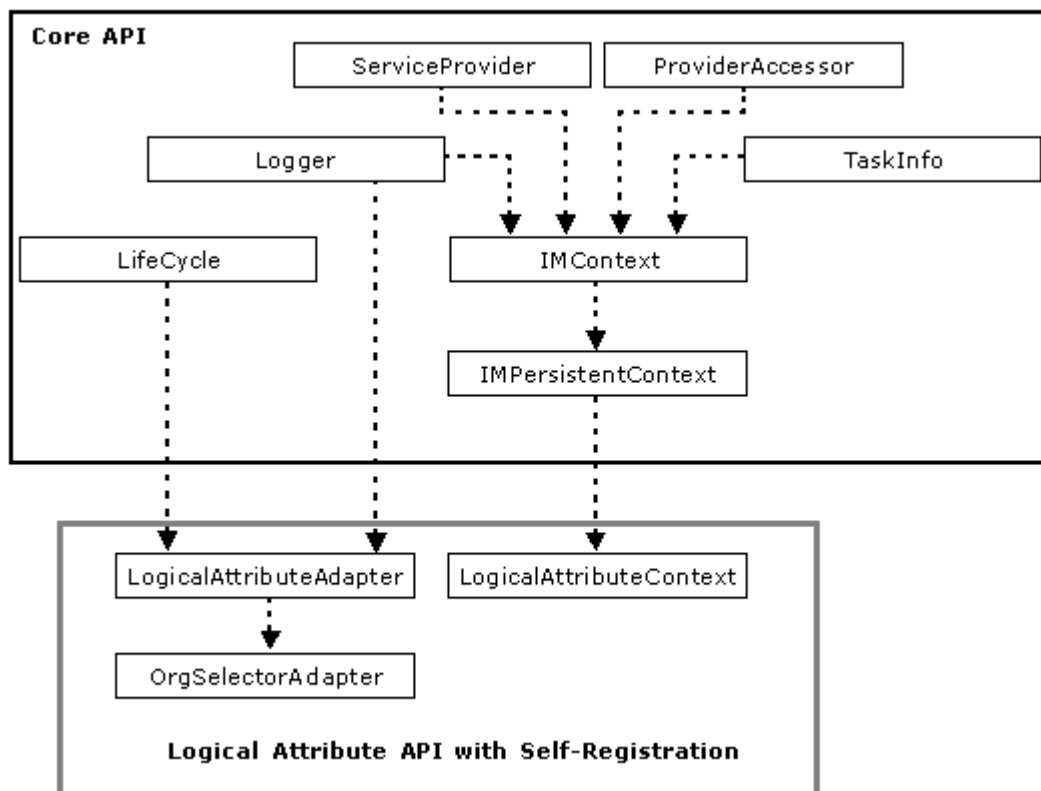 Core API
ServiceProvider
ProviderAccessor
Logger
TaskInfo
LifeCycle
IMContext
IMPersistentContext
LogicalAttributeAdapter
LogicalAttributeContext
OrgSelectorAdapter
Logical Attribute API with Self-Registration